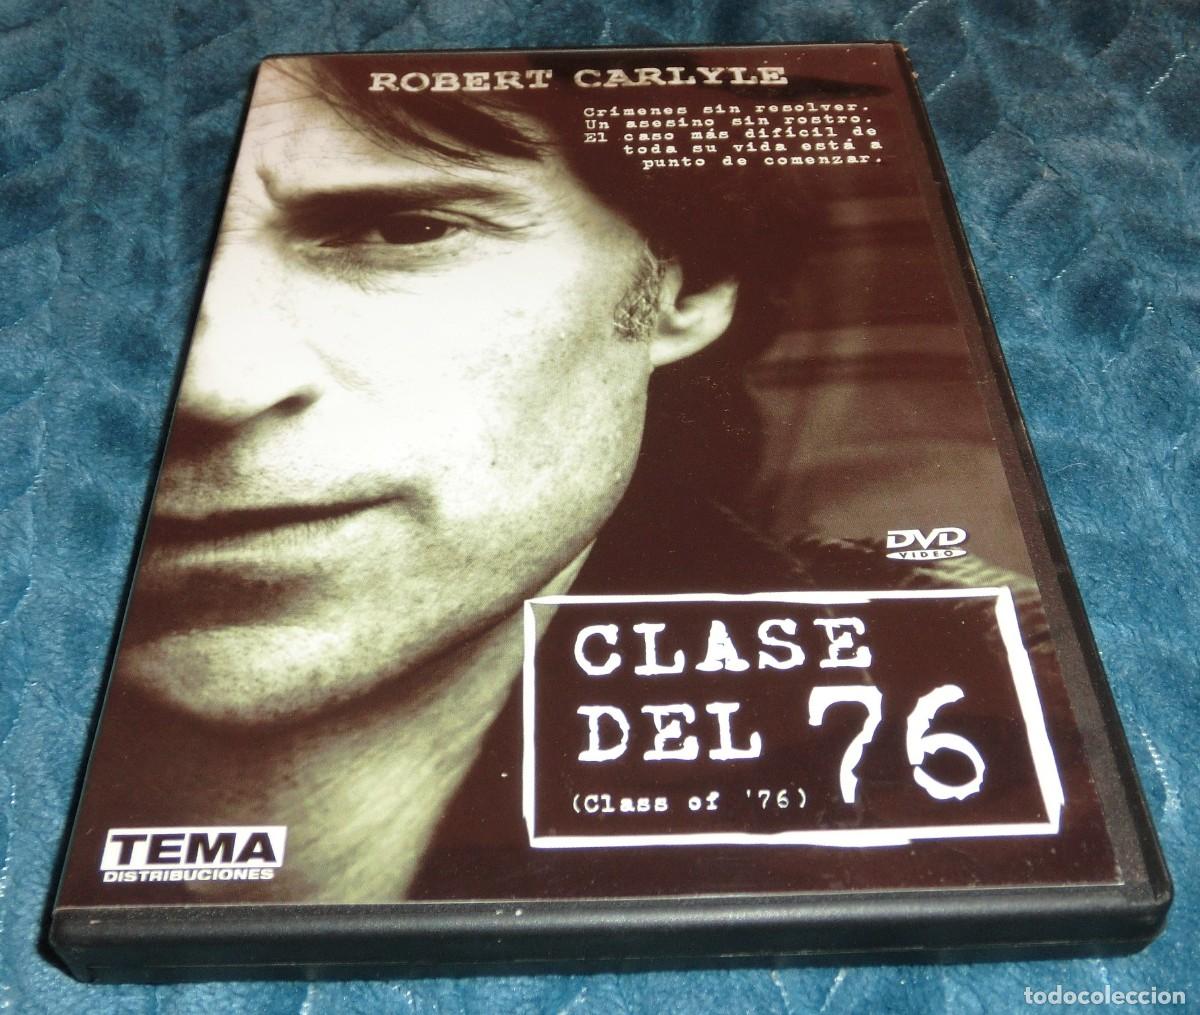 ROBERT CARLYLE
Crímenes sin resolver.
Un asesino sin rostro.
El caso más difícil de
toda su vida está a
punto de comenzar.
DVD
VIDEO
CLASE
DEL 76
(Class of '76)
TEMA
DISTRIBUCIONES
todocoleccion